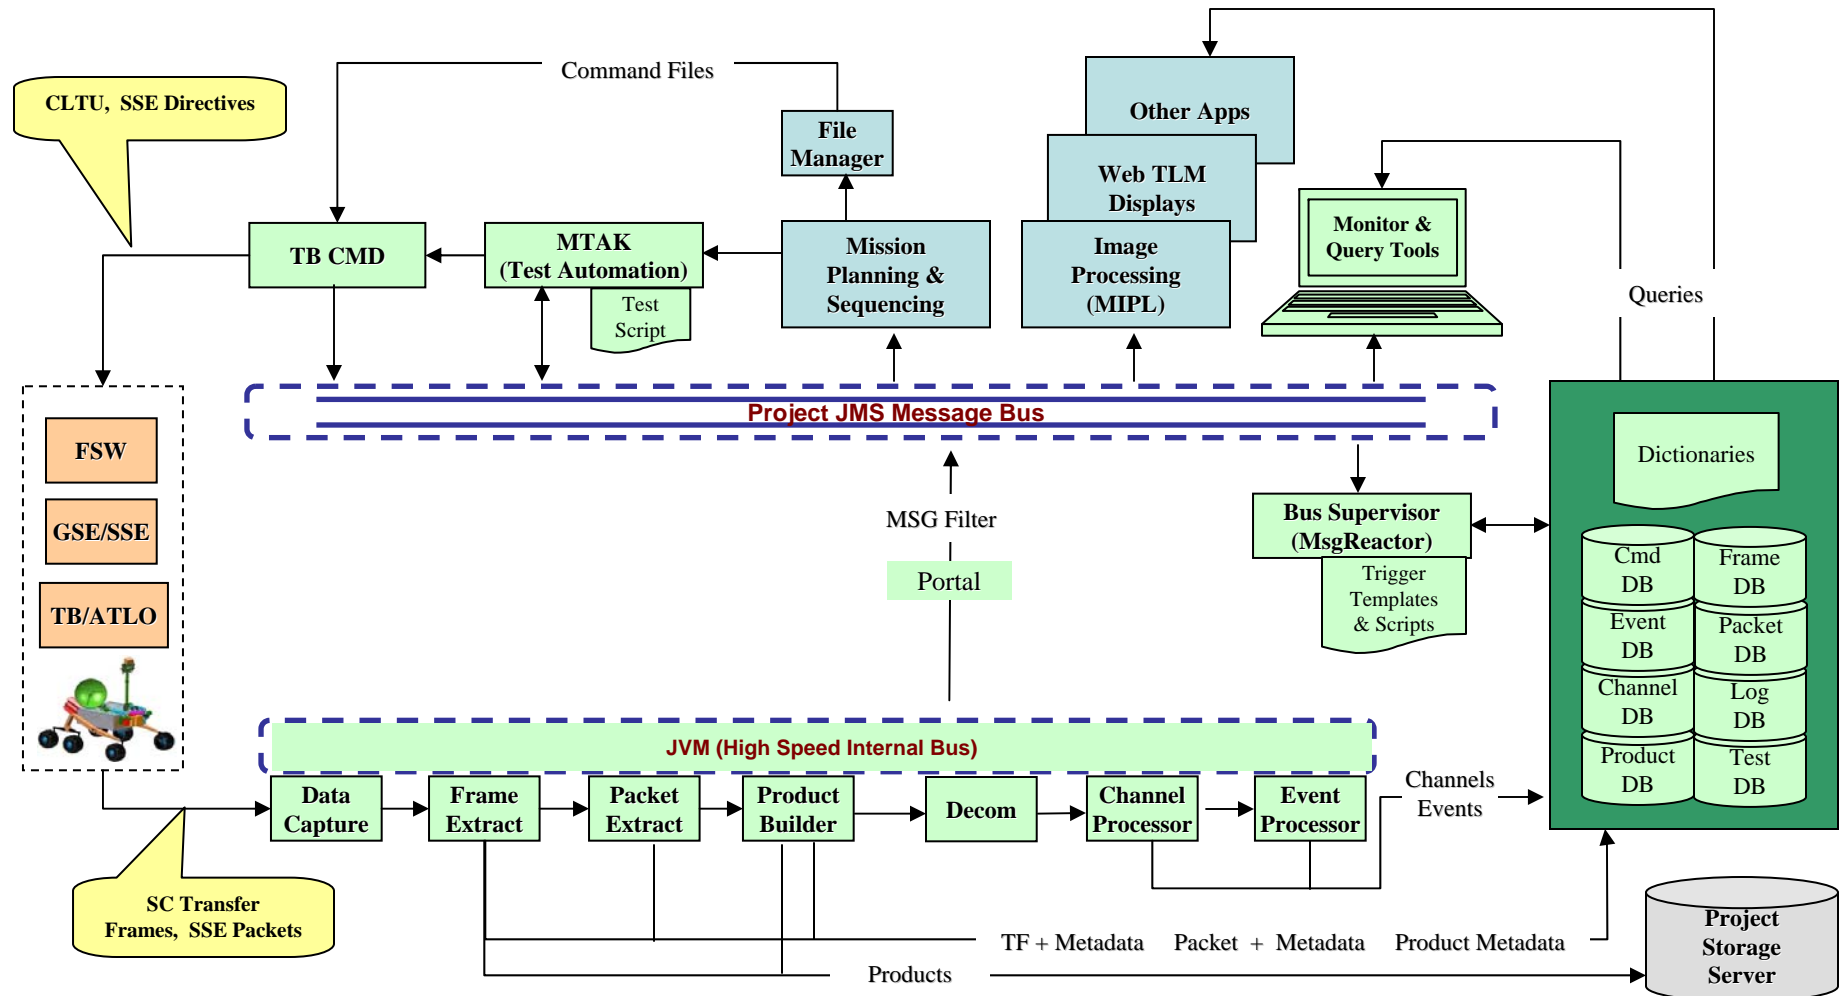 Command Files
CLTU, SSE Directives
Other Apps
File
Manager
Web TLM
Displays
TB CMD
MTAK
(Test Automation)
Test
Script
Mission
Planning &
Sequencing
Image
Processing
(MIPL)
Monitor &
Query Tools
Queries
Project JMS Message Bus
FSW
GSE/SSE
TB/ATLO
MSG Filter
Portal
Bus Supervisor
(MsgReactor)
Trigger
Templates
& Scripts
Dictionaries
Cmd
DB
Frame
DB
Event
DB
Packet
DB
Channel
DB
Log
DB
Product
DB
Test
DB
JVM (High Speed Internal Bus)
Data
Capture
Frame
Extract
Packet
Extract
Product
Builder
Decom
Channel
Processor
Event
Processor
Channels
Events
SC Transfer
Frames, SSE Packets
TF + Metadata
Packet + Metadata
Product Metadata
Products
Project
Storage
Server